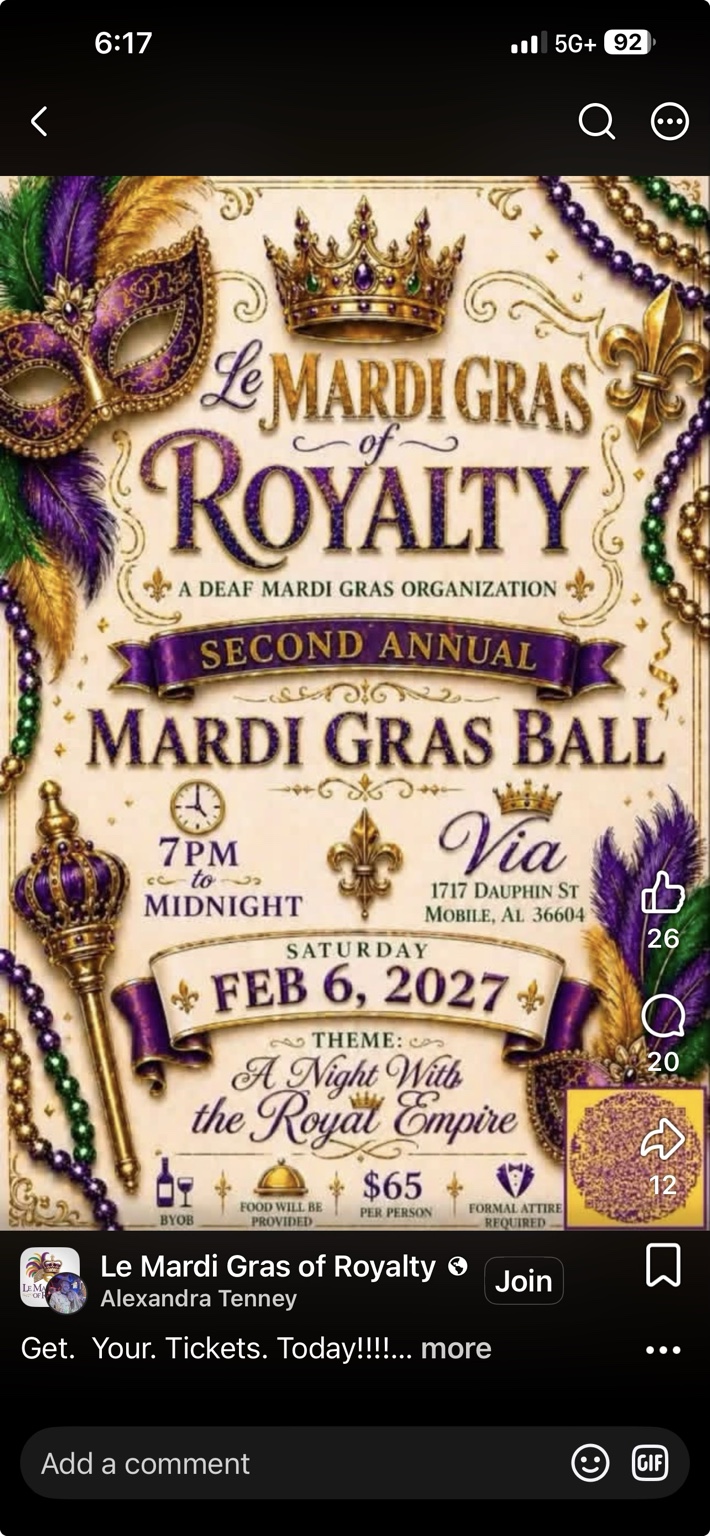 6:17
5G+ 92
Le MARDI GRAS
of
ROYALTY
A DEAF MARDI GRAS ORGANIZATION
SECOND ANNUAL
MARDI GRAS BALL
7PM
to
MIDNIGHT
Via
1717 DAUPHIN ST
MOBILE, AL 36604
SATURDAY
FEB 6, 2027
THEME:
A Night With
the Royal Empire
BYOB
FOOD WILL BE
PROVIDED
$65
PER PERSON
FORMAL ATTIRE
REQUIRED
26
20
12
Le Mardi Gras of Royalty
Join
Alexandra Tenney
Get. Your. Tickets. Today!!!!... more
Add a comment
GIF